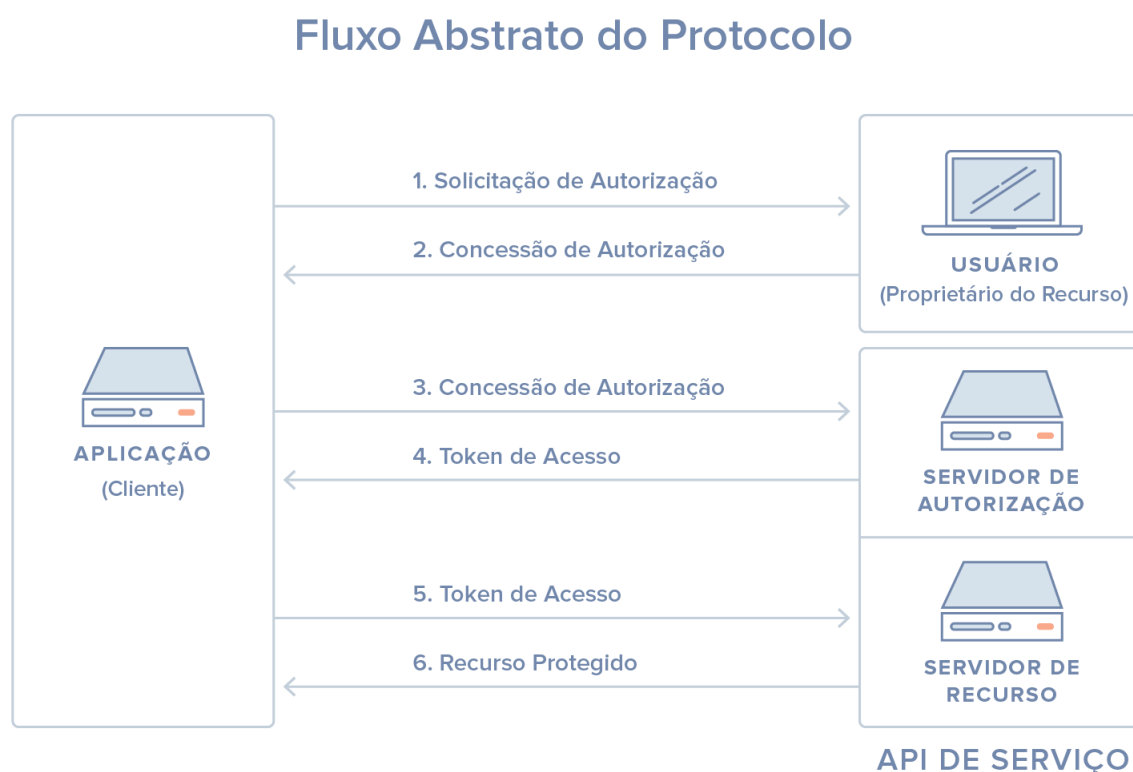 Fluxo Abstrato do Protocolo
1. Solicitação de Autorização
2. Concessão de Autorização
USUÁRIO
(Proprietário do Recurso)
3. Concessão de Autorização
4. Token de Acesso
APLICAÇÃO
(Cliente)
SERVIDOR DE
AUTORIZAÇÃO
5. Token de Acesso
6. Recurso Protegido
SERVIDOR DE
RECURSO
API DE SERVIÇO